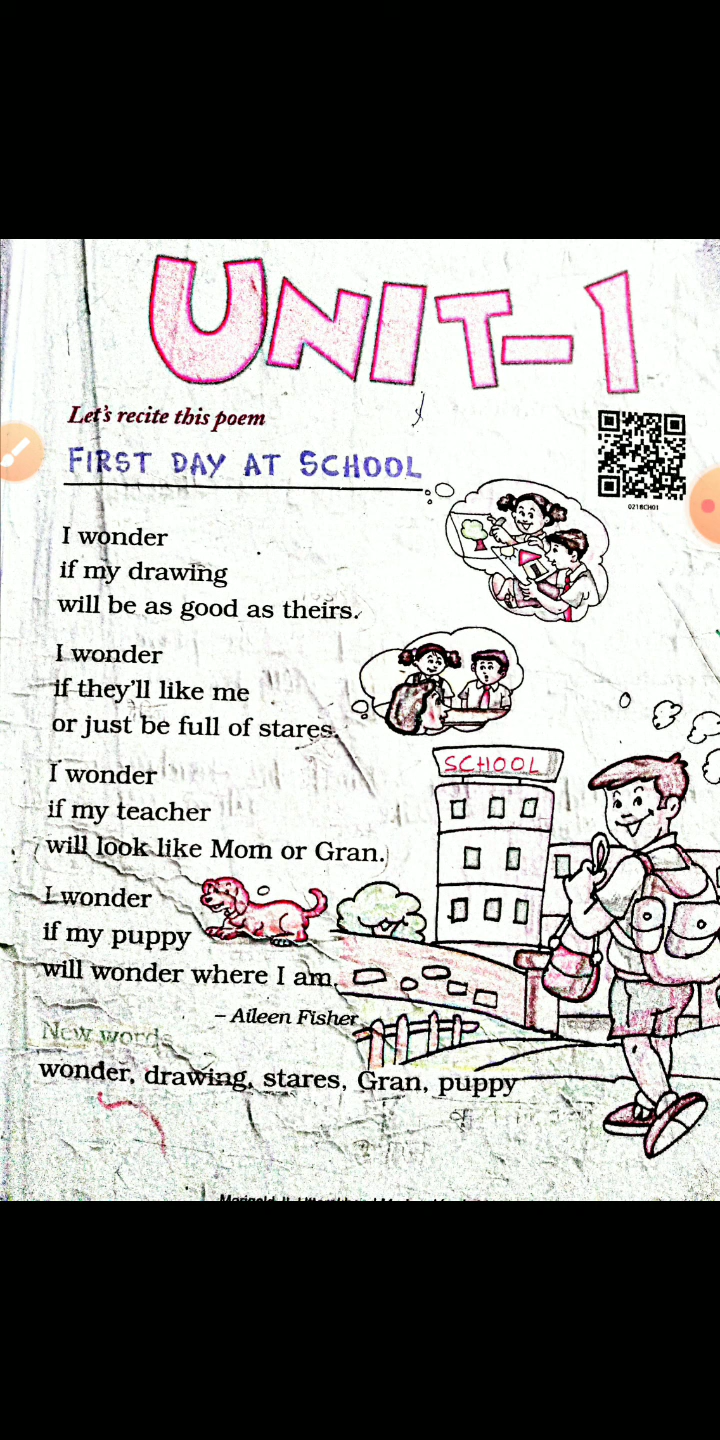 UNIT-1
Let's recite this poem
FIRST DAY AT SCHOOL
0218CH01
I wonder
if my drawing
will be as good as theirs.
I wonder
if they'll like me
or just be full of stares.
I wonder
if my teacher
will look like Mom or Gran.
I wonder
if my puppy
will wonder where I am.
– Aileen Fisher
SCHOOL
New words
wonder, drawing, stares, Gran, puppy